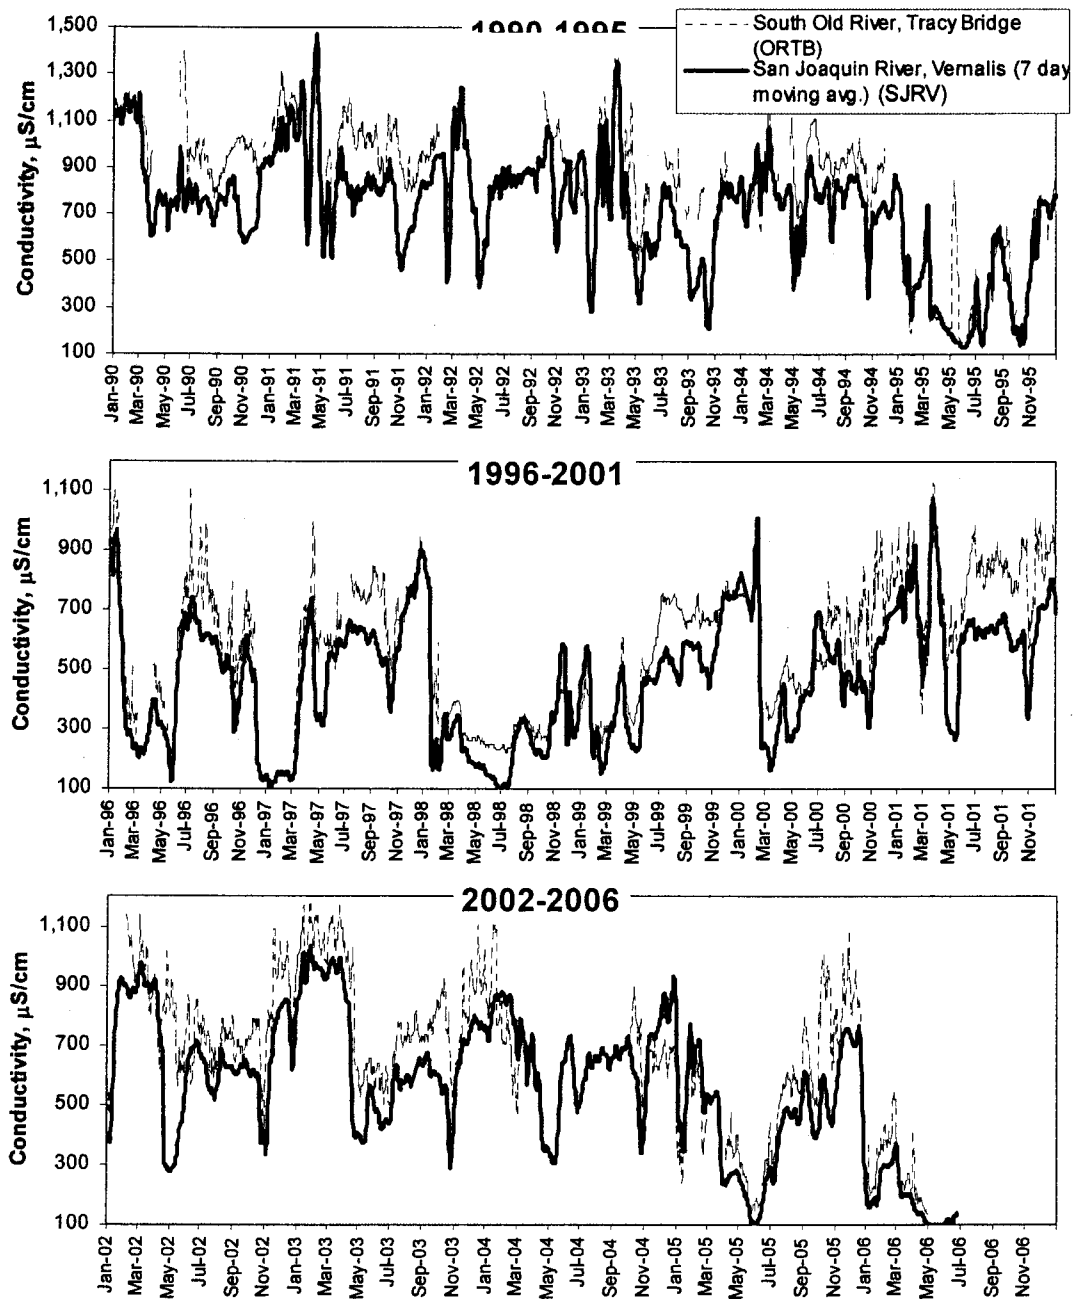 1990-1995
South Old River, Tracy Bridge
(ORTB)
San Joaquin River, Vernalis (7 day
moving avg.) (SJRV)
Conductivity, µS/cm
1,500
1,300
1,100
900
700
500
300
100
Jan-90 Mar-90 May-90 Jul-90 Sep-90 Nov-90 Jan-91 Mar-91 May-91 Jul-91 Sep-91 Nov-91 Jan-92 Mar-92 May-92 Jul-92 Sep-92 Nov-92 Jan-93 Mar-93 May-93 Jul-93 Sep-93 Nov-93 Jan-94 Mar-94 May-94 Jul-94 Sep-94 Nov-94 Jan-95 Mar-95 May-95 Jul-95 Sep-95 Nov-95
1996-2001
Conductivity, µS/cm
1,100
900
700
500
300
100
Jan-96 Mar-96 May-96 Jul-96 Sep-96 Nov-96 Jan-97 Mar-97 May-97 Jul-97 Sep-97 Nov-97 Jan-98 Mar-98 May-98 Jul-98 Sep-98 Nov-98 Jan-99 Mar-99 May-99 Jul-99 Sep-99 Nov-99 Jan-00 Mar-00 May-00 Jul-00 Sep-00 Nov-00 Jan-01 Mar-01 May-01 Jul-01 Sep-01 Nov-01
2002-2006
Conductivity, µS/cm
1,100
900
700
500
300
100
Jan-02 Mar-02 May-02 Jul-02 Sep-02 Nov-02 Jan-03 Mar-03 May-03 Jul-03 Sep-03 Nov-03 Jan-04 Mar-04 May-04 Jul-04 Sep-04 Nov-04 Jan-05 Mar-05 May-05 Jul-05 Sep-05 Nov-05 Jan-06 Mar-06 May-06 Jul-06 Sep-06 Nov-06